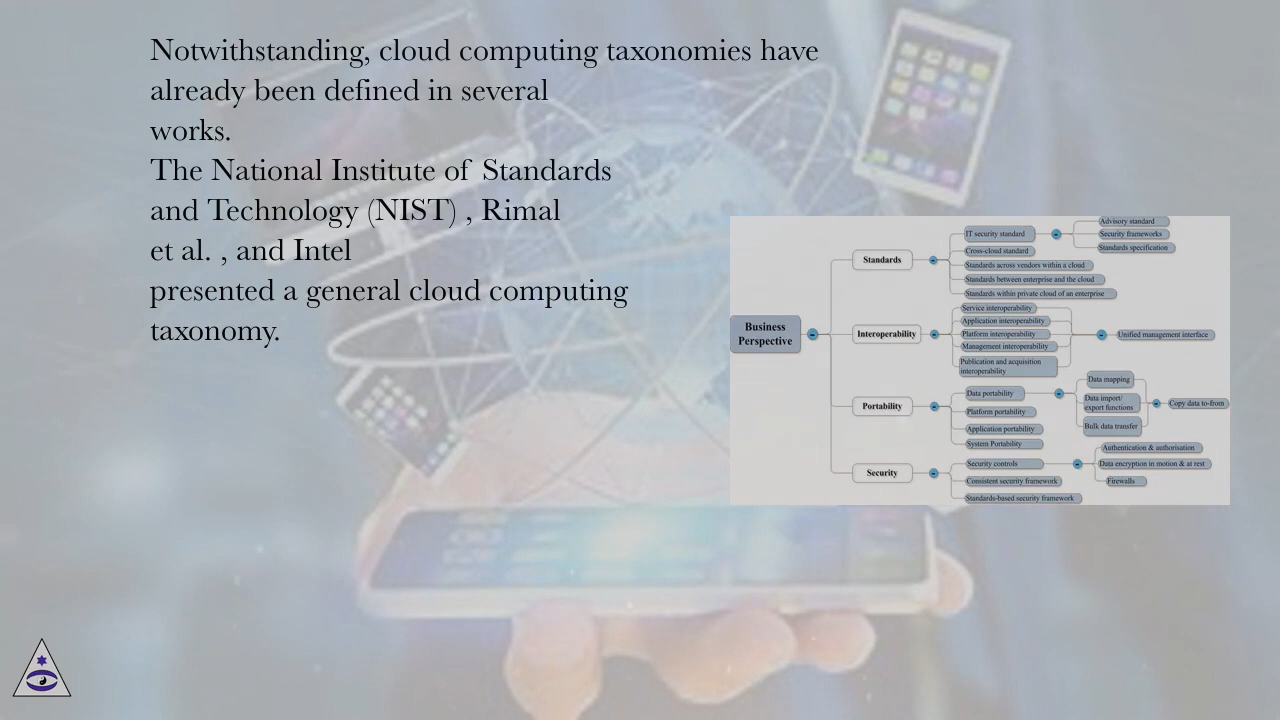 Notwithstanding, cloud computing taxonomies have
already been defined in several
works.
The National Institute of Standards
and Technology (NIST) , Rimal
et al. , and Intel
presented a general cloud computing
taxonomy.
Business
Perspective
Standards
IT security standard
Advisory standard
Security frameworks
Standards specification
Cross-cloud standard
Standards across vendors within a cloud
Standards between enterprise and the cloud
Standards within private cloud of an enterprise
Interoperability
Service interoperability
Application interoperability
Platform interoperability
Management interoperability
Publication and acquisition
interoperability
Unified management interface
Portability
Data portability
Data mapping
Data import/
export functions
Bulk data transfer
Copy data to-from
Platform portability
Application portability
System Portability
Security
Security controls
Authentication & authorisation
Data encryption in motion & at rest
Firewalls
Consistent security framework
Standards-based security framework